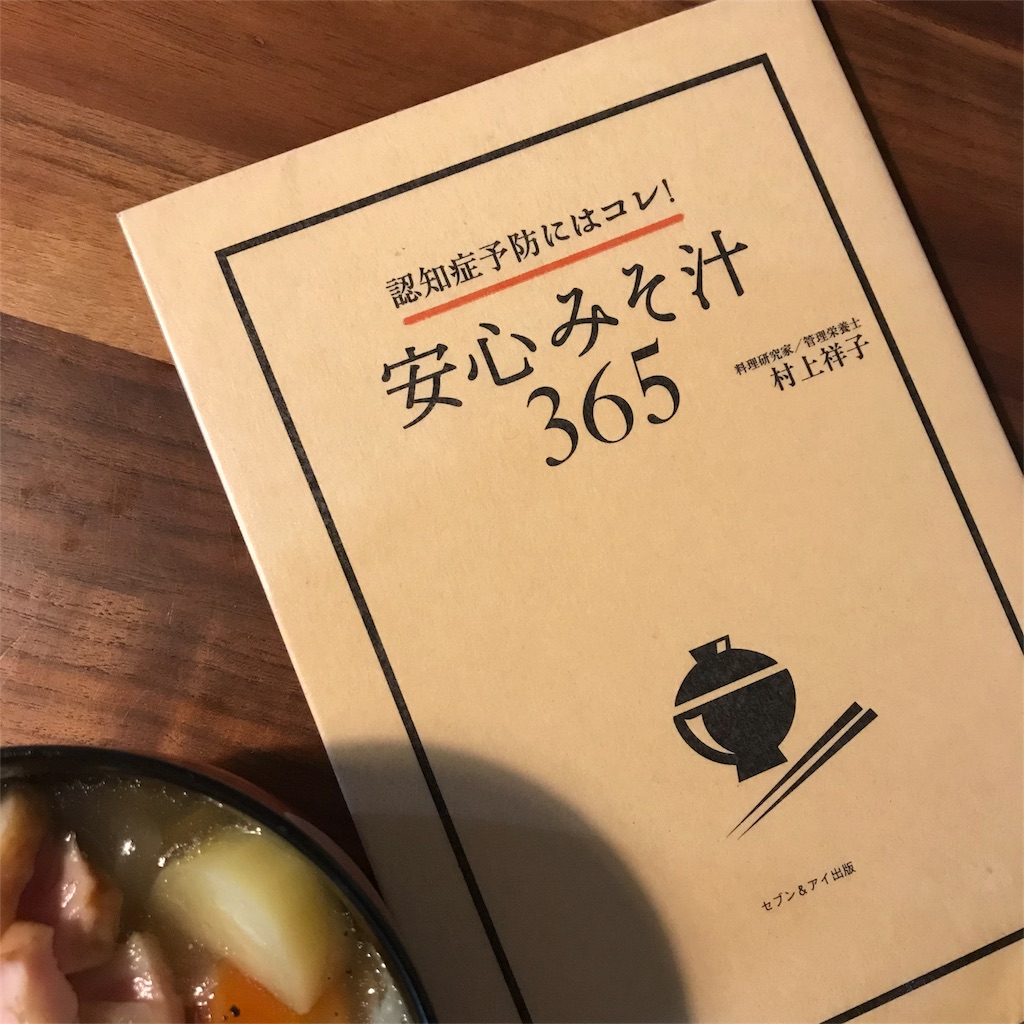 認知症予防にはコレ!
安心みそ汁
365
料理研究家／管理栄養士
村上祥子
セブン&アイ出版